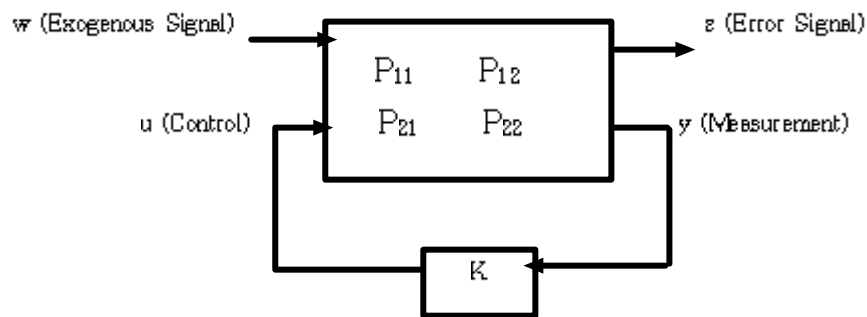 w (Exogenous Signal)
z (Error Signal)
P11 P12
u (Control)
P21 P22
y (Measurement)
K